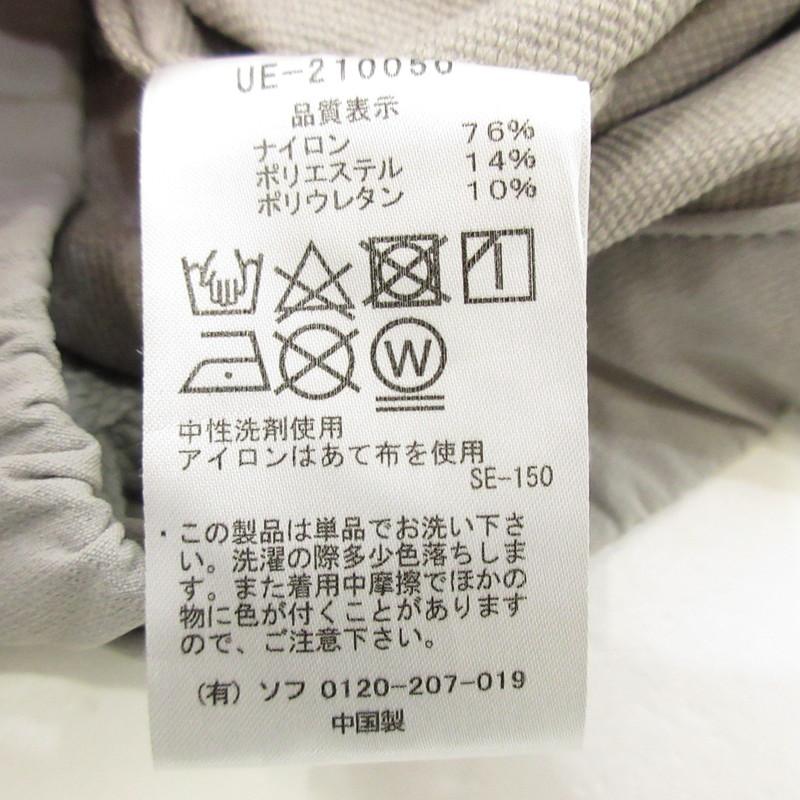 UE-210050
品質表示
ナイロン 76%
ポリエステル 14%
ポリウレタン 10%
W
中性洗剤使用
アイロンはあて布を使用
SE-150
・この製品は単品でお洗い下さ
い。洗濯の際多少色落ちしま
す。また着用中摩擦でほかの
物に色が付くことがあります
ので、ご注意下さい。
(有) ソフ 0120-207-019
中国製